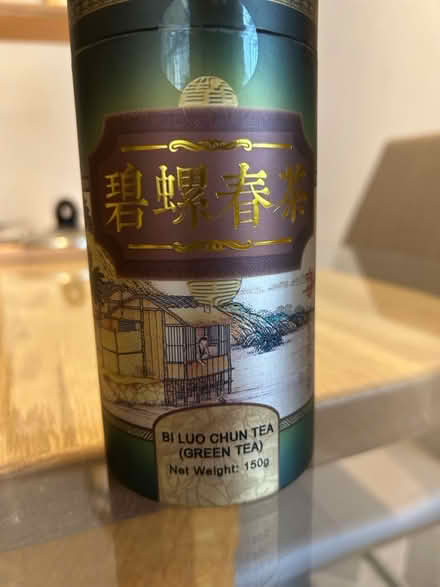 碧螺春茶
BI LUO CHUN TEA
(GREEN TEA)
Net Weight: 150g